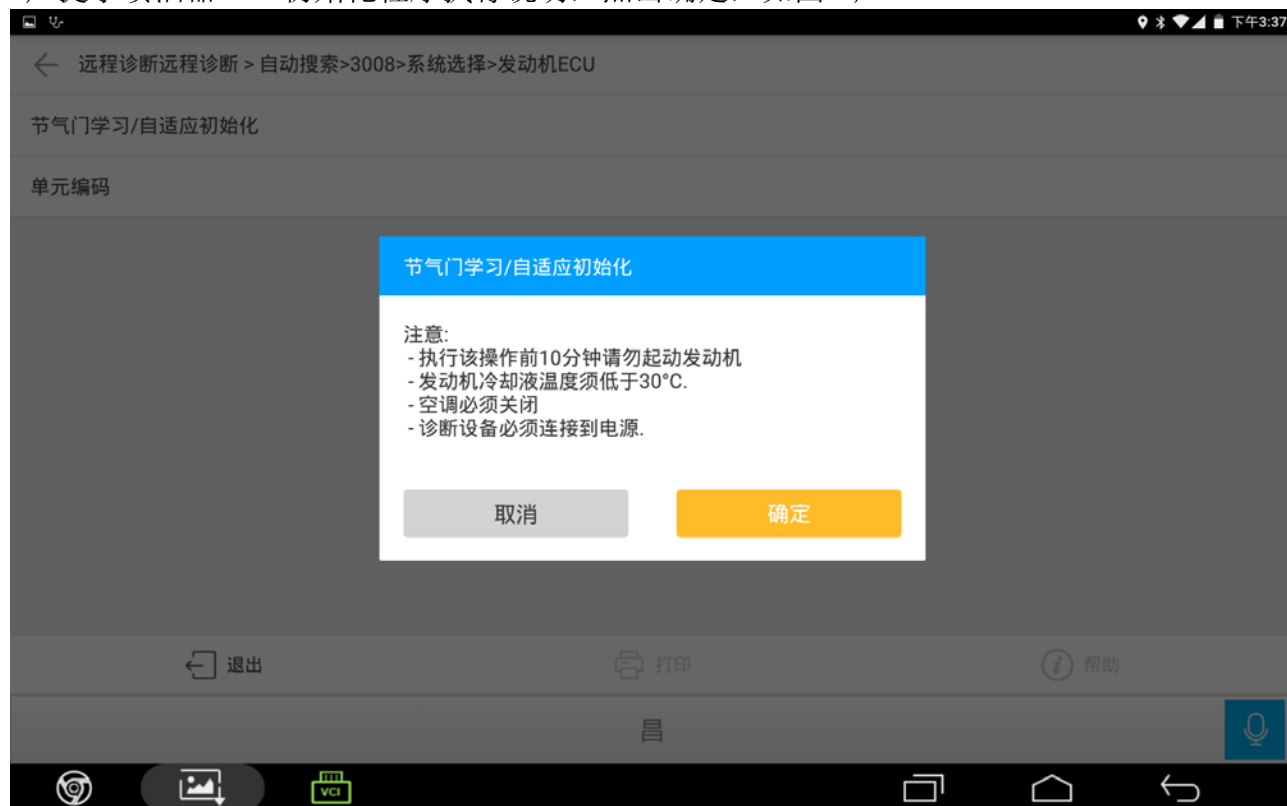 下午3:37
远程诊断远程诊断 > 自动搜索>3008>系统选择>发动机ECU
节气门学习/自适应初始化
单元编码
节气门学习/自适应初始化
注意:
- 执行该操作前10分钟请勿起动发动机
- 发动机冷却液温度须低于30°C.
- 空调必须关闭
- 诊断设备必须连接到电源.
取消
确定
退出
打印
帮助
昌
VCI